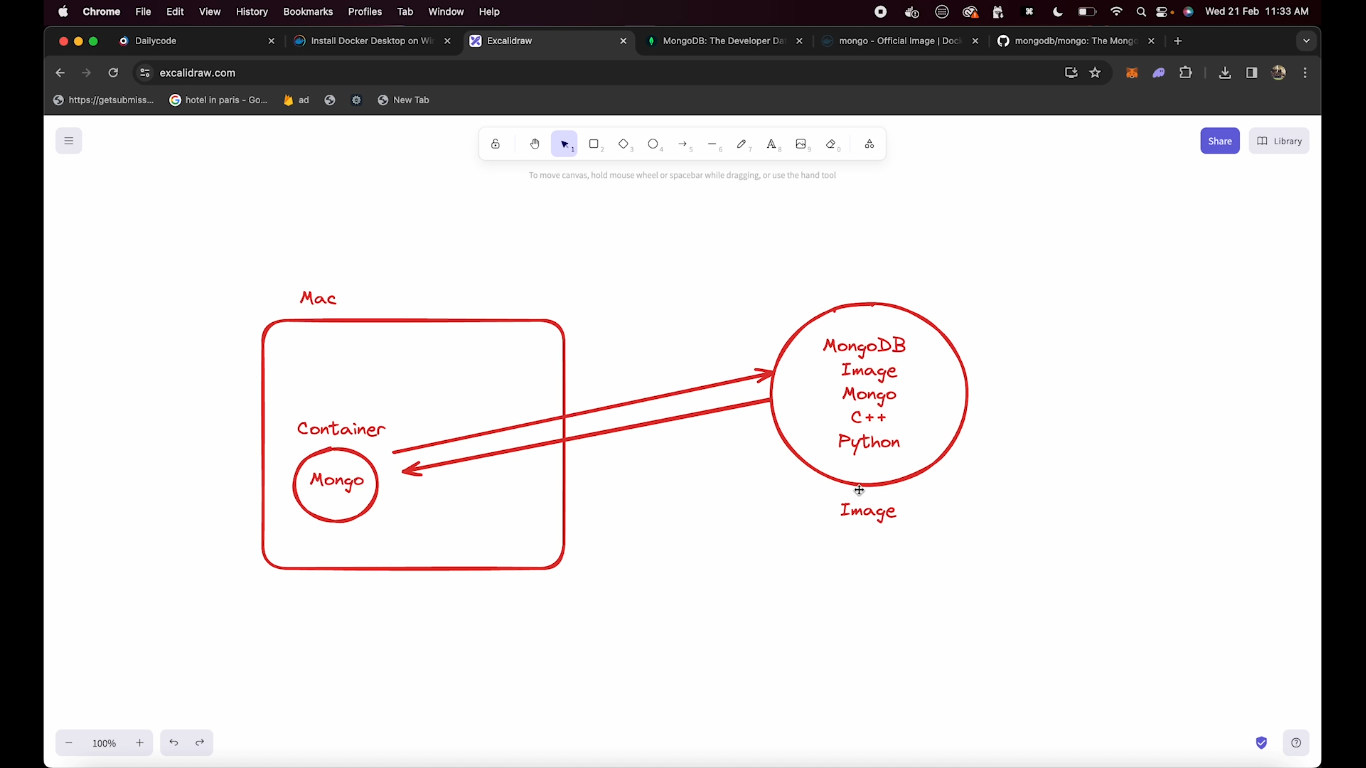 Chrome File Edit View History Bookmarks Profiles Tab Window Help Wed 21 Feb 11:33 AM
Dailycode Install Docker Desktop on Wi Excalidraw MongoDB: The Developer Da mongo - Official Image | Doc mongodb/mongo: The Mong
excalidraw.com
https://getsubmiss... hotel in paris - Go... ad New Tab
1 2 3 4 5 6 7 8 9 0
Share Library
To move canvas, hold mouse wheel or spacebar while dragging, or use the hand tool
Mac
MongoDB
Image
Mongo
C++
Python
Container
Mongo
Image
100%